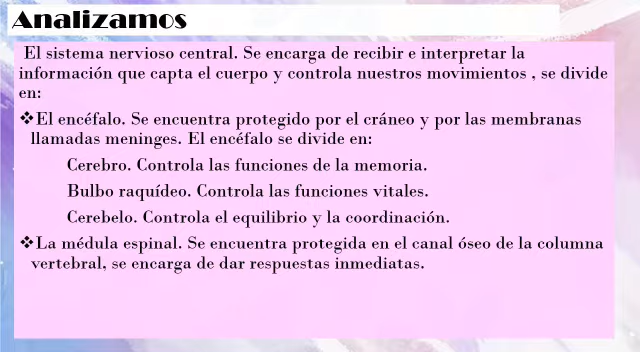 Analizamos
El sistema nervioso central. Se encarga de recibir e interpretar la
información que capta el cuerpo y controla nuestros movimientos , se divide
en:
❖El encéfalo. Se encuentra protegido por el cráneo y por las membranas
llamadas meninges. El encéfalo se divide en:
Cerebro. Controla las funciones de la memoria.
Bulbo raquídeo. Controla las funciones vitales.
Cerebelo. Controla el equilibrio y la coordinación.
❖La médula espinal. Se encuentra protegida en el canal óseo de la columna
vertebral, se encarga de dar respuestas inmediatas.